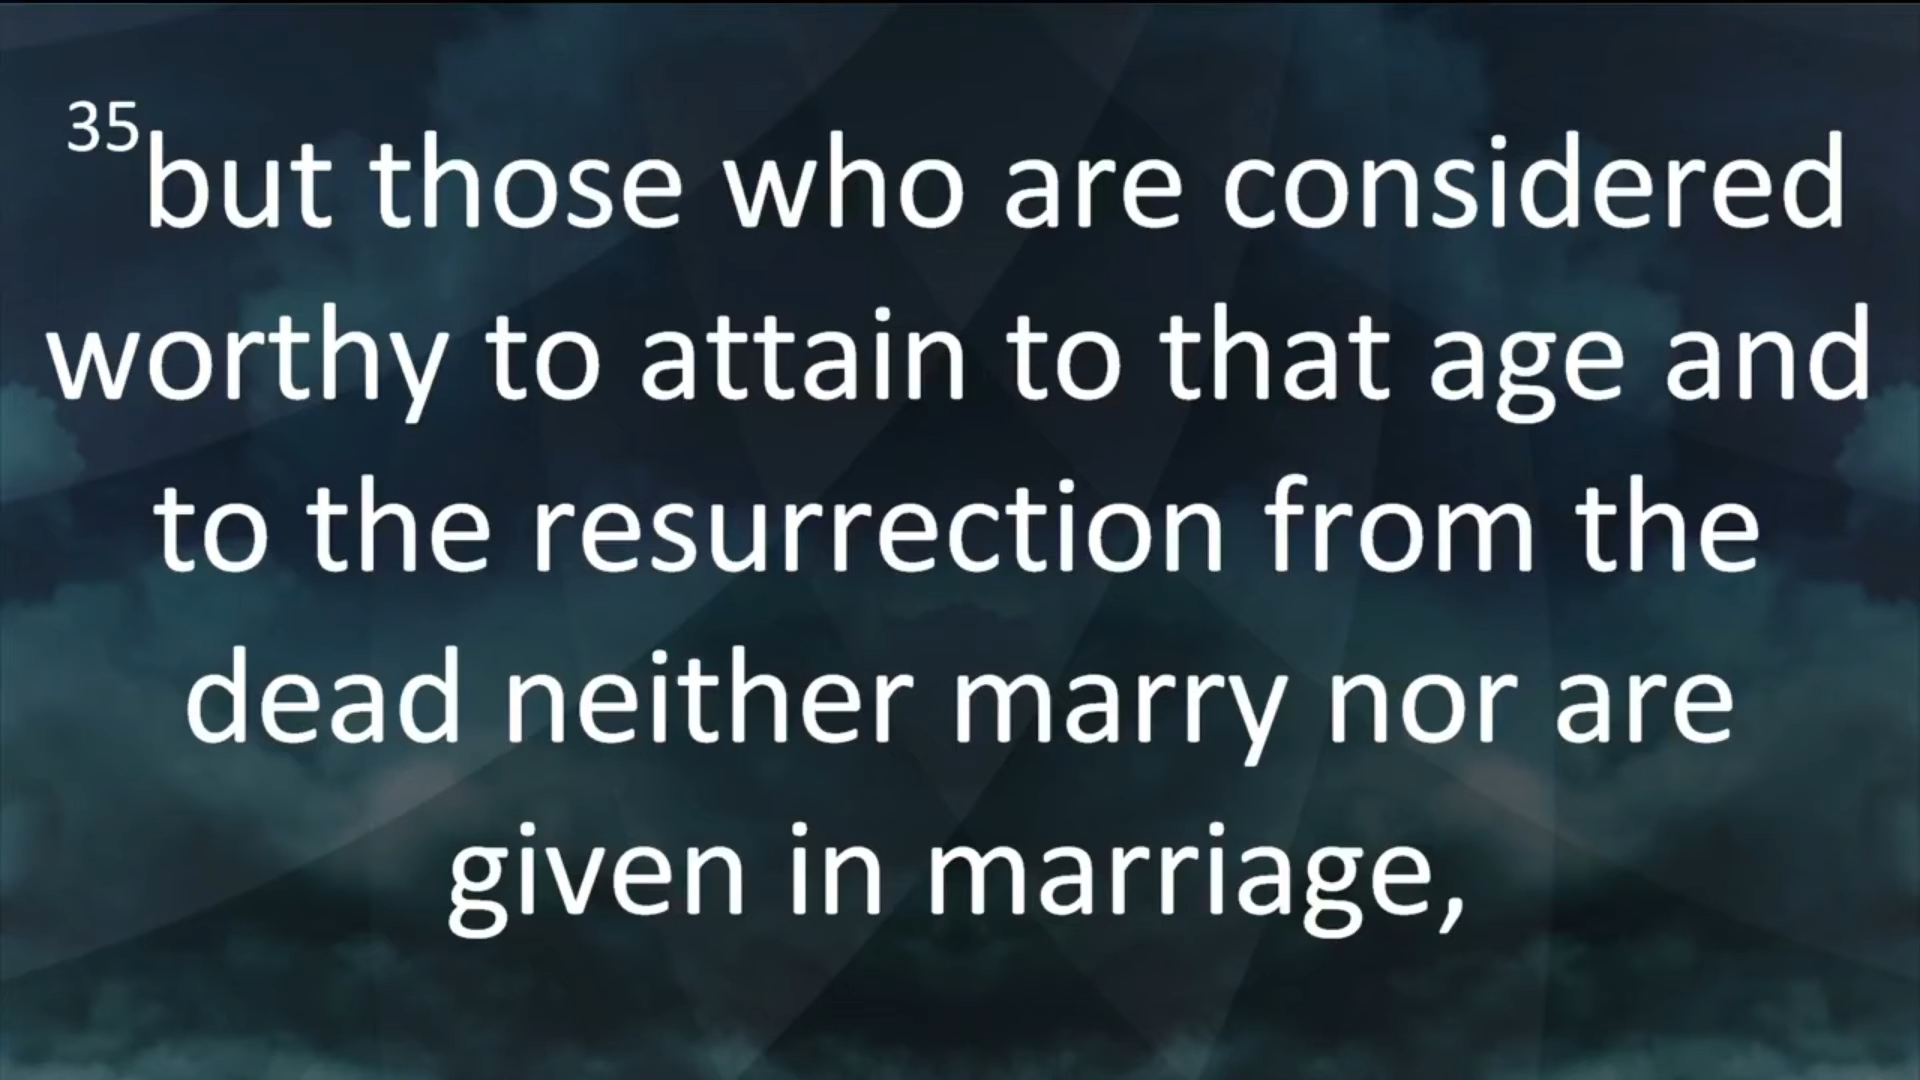 35but those who are considered
worthy to attain to that age and
to the resurrection from the
dead neither marry nor are
given in marriage,